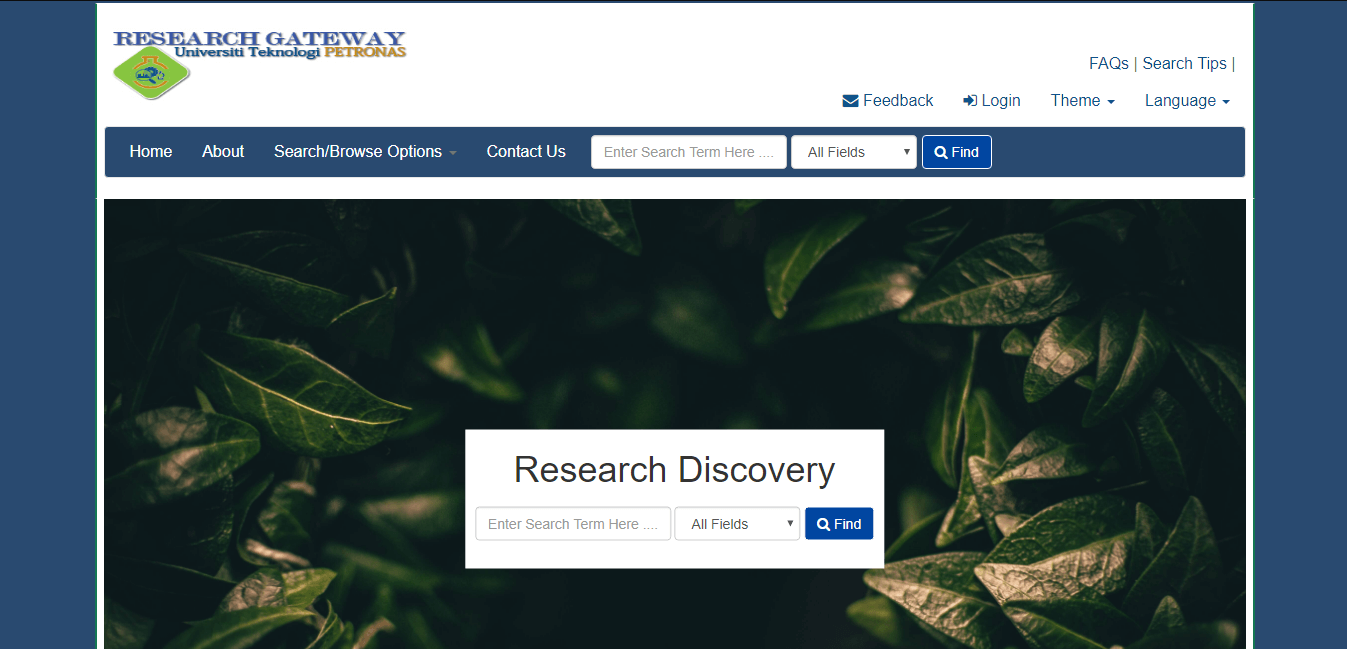 RESEARCH GATEWAY
Universiti Teknologi PETRONAS
FAQs | Search Tips |
Feedback Login Theme Language
Home About Search/Browse Options Contact Us Enter Search Term Here .... All Fields Find
Research Discovery
Enter Search Term Here .... All Fields Find